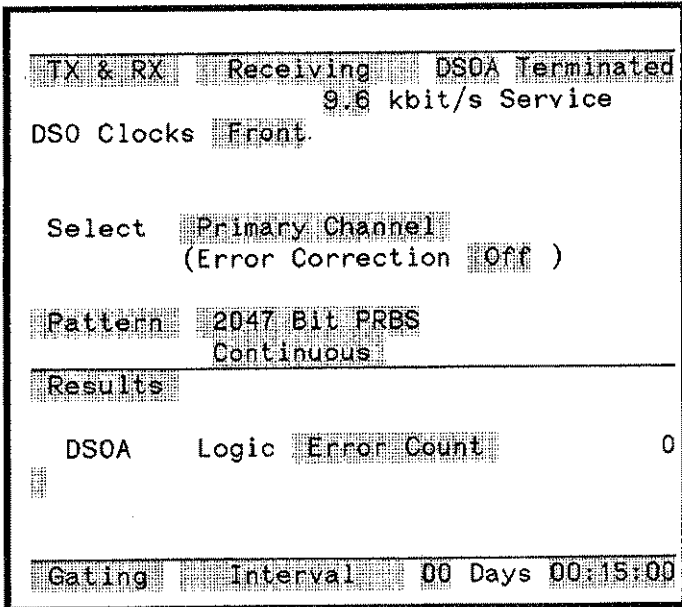 TX & RX Receiving DSOA Terminated
9.6 kbit/s Service
DSO Clocks Front
Select Primary Channel
(Error Correction Off )
Pattern 2047 Bit PRBS
Continuous
Results
DSOA Logic Error Count 0
Gating Interval 00 Days 00:15:00